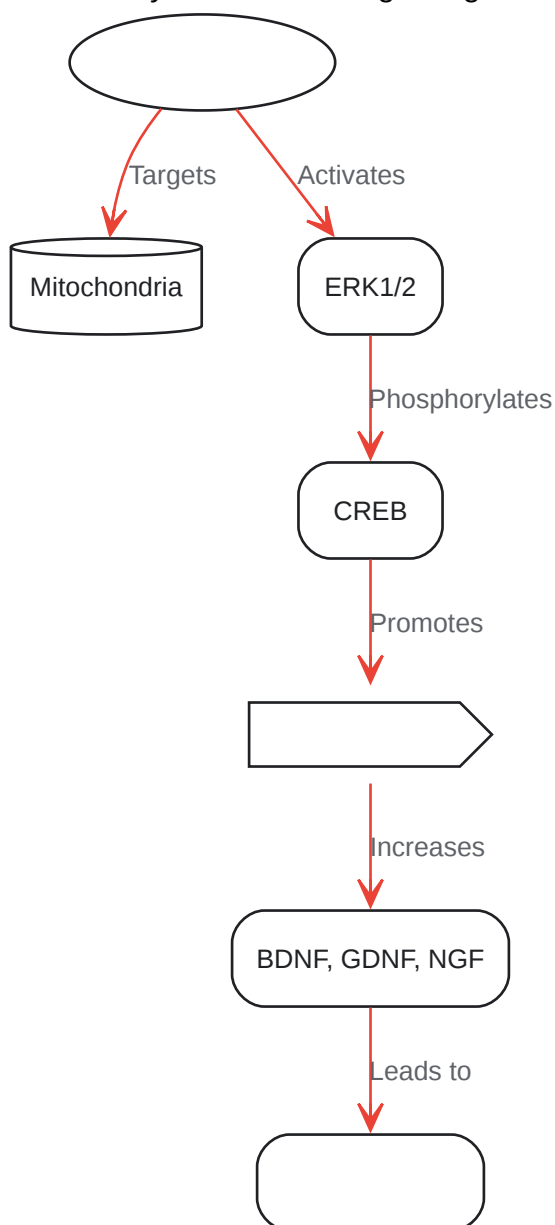 Targets
Activates
Mitochondria
ERK1/2
Phosphorylates
CREB
Promotes
Increases
BDNF, GDNF, NGF
Leads to